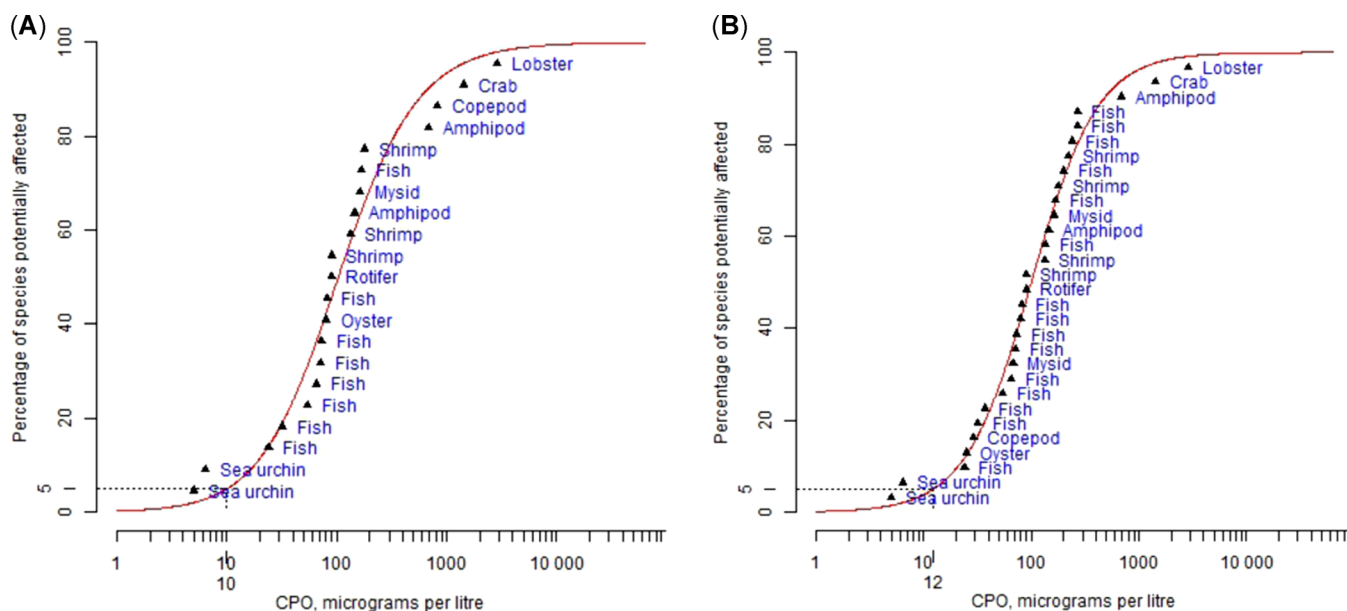 (A)
Percentage of species potentially affected
100
80
60
40
20
5
0
Lobster
Crab
Copepod
Amphipod
Shrimp
Fish
Mysid
Amphipod
Shrimp
Shrimp
Rotifer
Fish
Oyster
Fish
Fish
Fish
Fish
Fish
Fish
Sea urchin
Sea urchin
1 10 100 1000 10 000
10
CPO, micrograms per litre
(B)
Percentage of species potentially affected
100
80
60
40
20
5
0
Lobster
Crab
Amphipod
Fish
Fish
Fish
Shrimp
Fish
Shrimp
Fish
Mysid
Amphipod
Fish
Shrimp
Shrimp
Rotifer
Fish
Fish
Fish
Fish
Mysid
Fish
Fish
Fish
Fish
Copepod
Oyster
Fish
Sea urchin
Sea urchin
1 10 100 1000 10 000
12
CPO, micrograms per litre